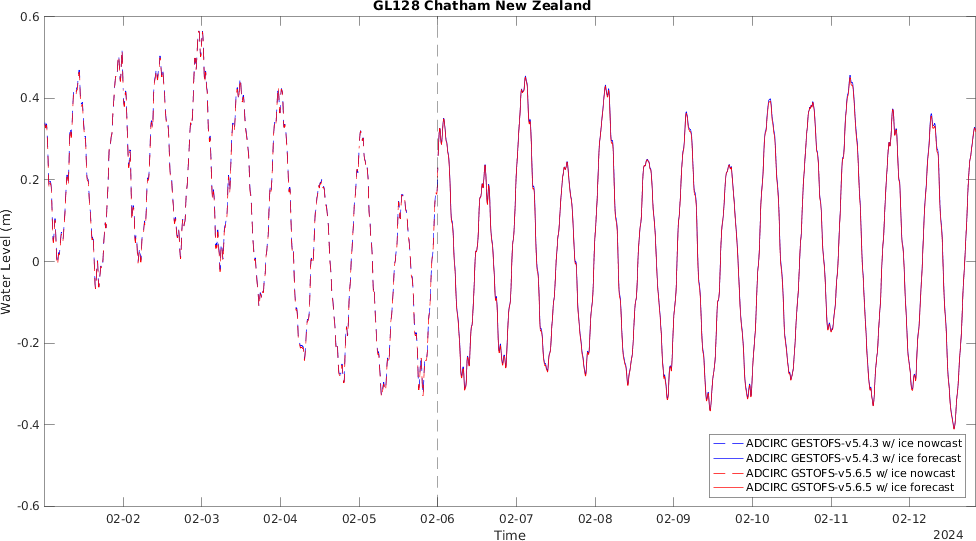 GL128 Chatham New Zealand
0.6
0.4
0.2
0
-0.2
-0.4
-0.6
Water Level (m)
ADCIRC GESTOFS-v5.4.3 w/ ice nowcast
ADCIRC GESTOFS-v5.4.3 w/ ice forecast
ADCIRC GSTOFS-v5.6.5 w/ ice nowcast
ADCIRC GSTOFS-v5.6.5 w/ ice forecast
02-02 02-03 02-04 02-05 02-06 02-07 02-08 02-09 02-10 02-11 02-12
Time
2024